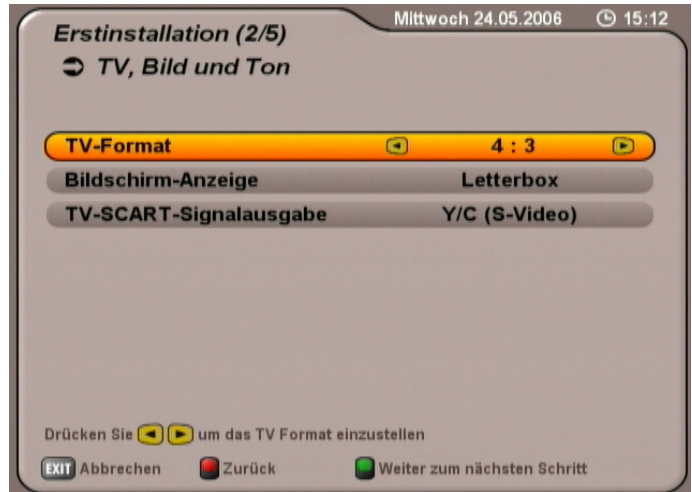 Erstinstallation (2/5)
Mittwoch 24.05.2006 15:12
TV, Bild und Ton
TV-Format 4 : 3
Bildschirm-Anzeige Letterbox
TV-SCART-Signalausgabe Y/C (S-Video)
Drücken Sie um das TV Format einzustellen
EXIT Abbrechen Zurück Weiter zum nächsten Schritt